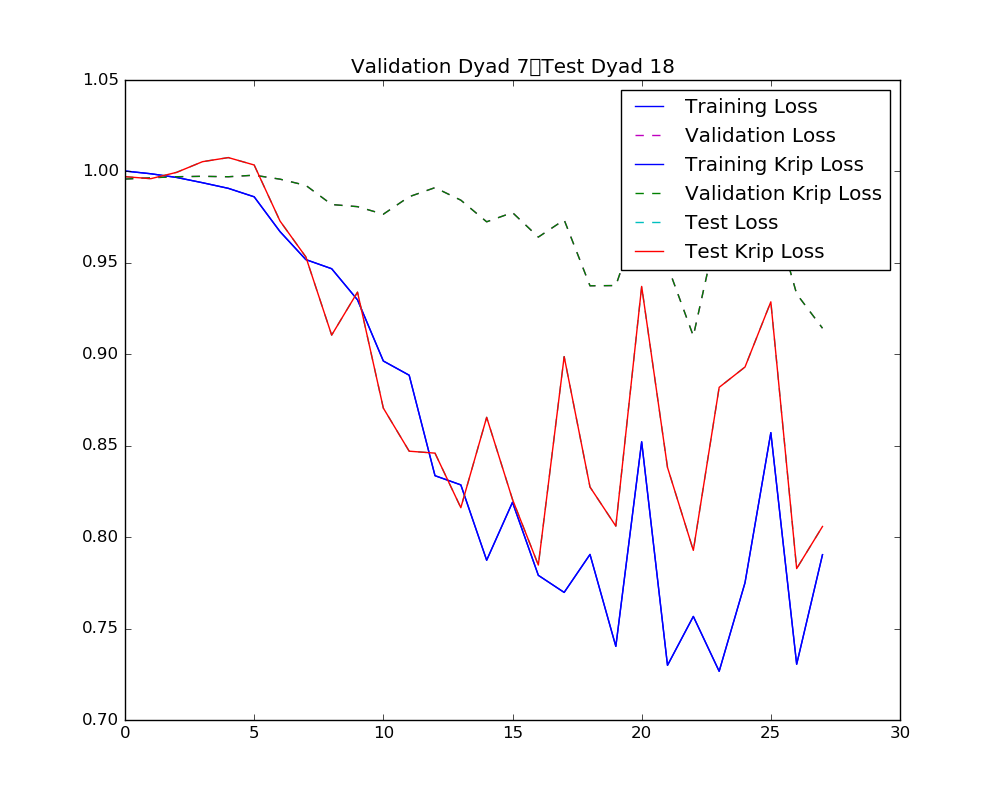 Validation Dyad 7	Test Dyad 18
1.05
1.00
0.95
0.90
0.85
0.80
0.75
0.70
0 5 10 15 20 25 30
Training Loss
Validation Loss
Training Krip Loss
Validation Krip Loss
Test Loss
Test Krip Loss